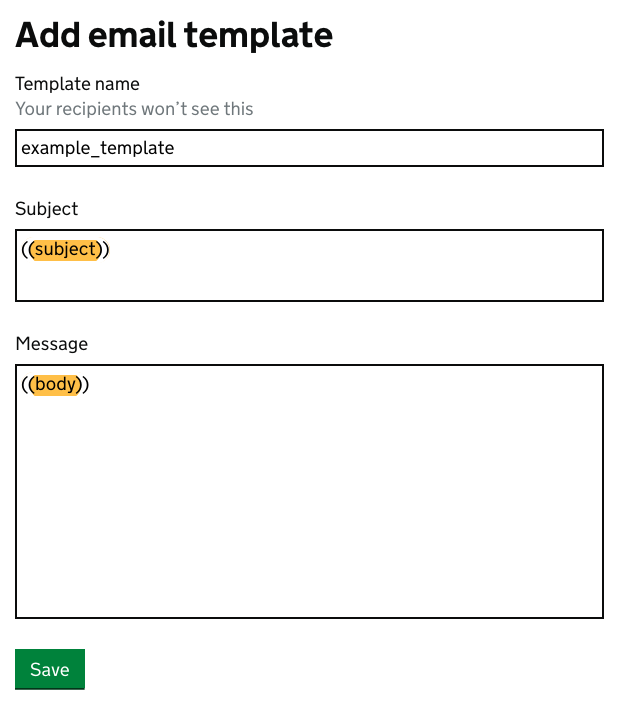 Add email template
Template name
Your recipients won’t see this
example_template
Subject
((subject))
Message
((body))
Save